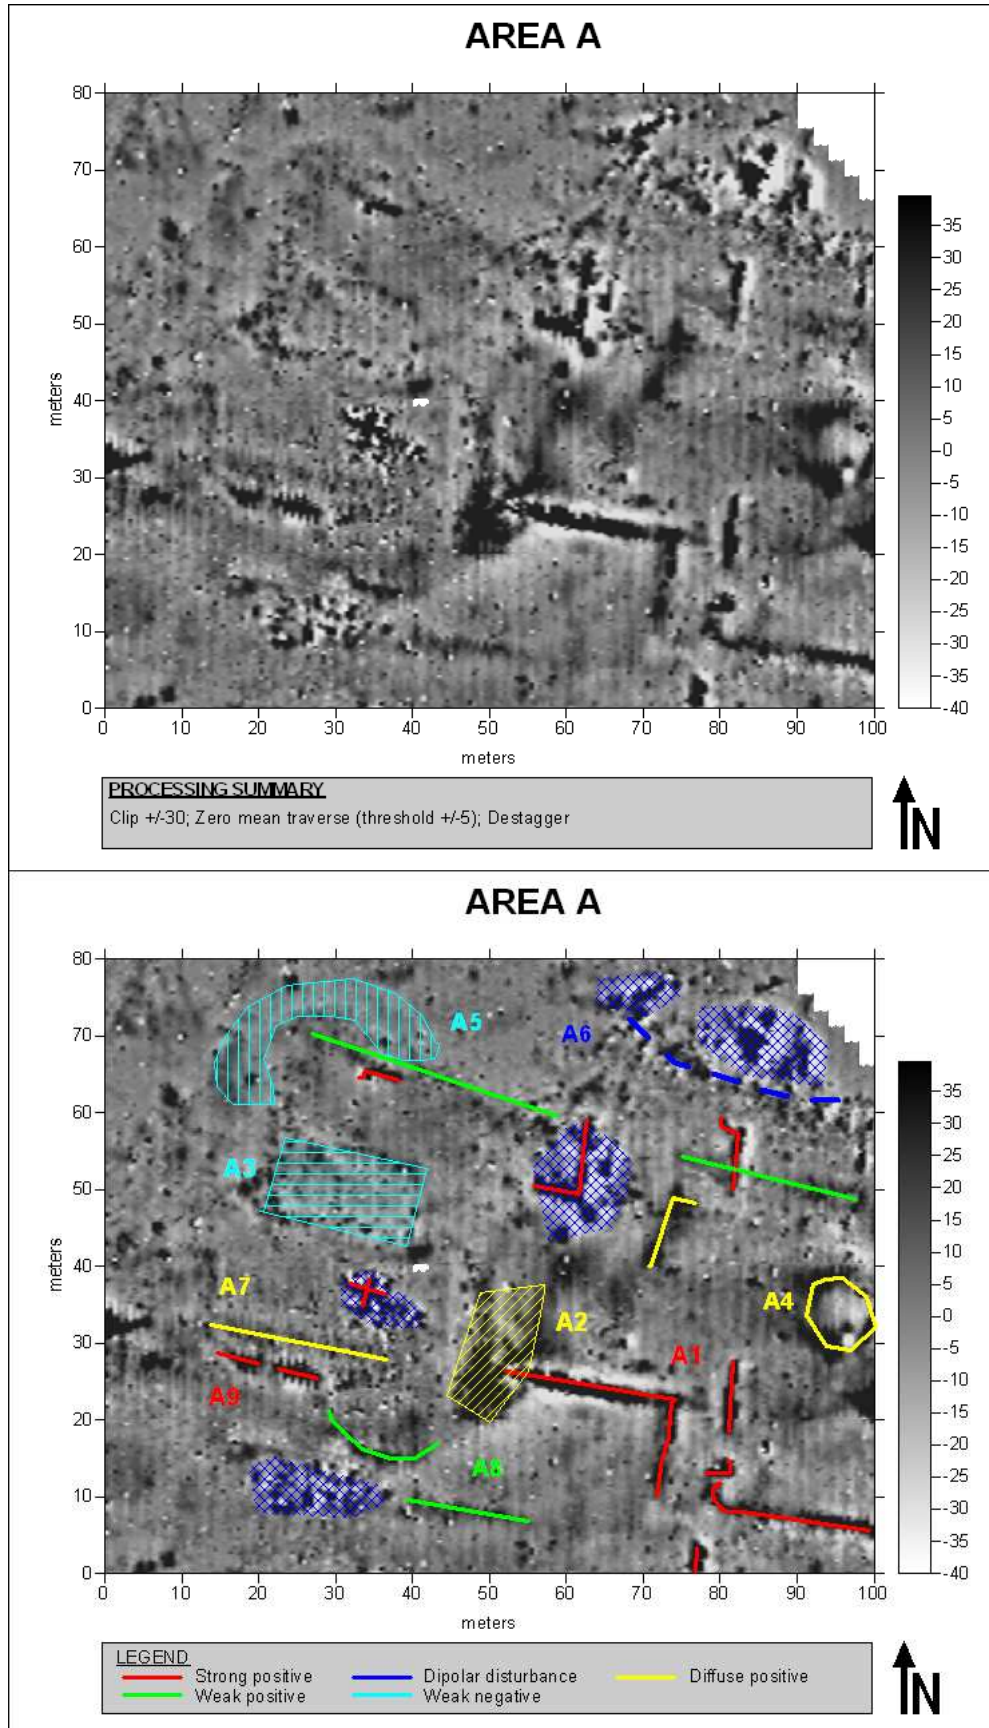 AREA A
80
70
60
50
40
30
20
10
0
meters
0 10 20 30 40 50 60 70 80 90 100
meters
35
30
25
20
15
10
5
0
-5
-10
-15
-20
-25
-30
-35
-40
PROCESSING SUMMARY
Clip +/-30; Zero mean traverse (threshold +/-5); Destagger
N
AREA A
80
70
60
50
40
30
20
10
0
meters
A5
A6
A3
A7
A2
A4
A1
A9
A8
0 10 20 30 40 50 60 70 80 90 100
meters
35
30
25
20
15
10
5
0
-5
-10
-15
-20
-25
-30
-35
-40
LEGEND
Strong positive Dipolar disturbance Diffuse positive
Weak positive Weak negative
N